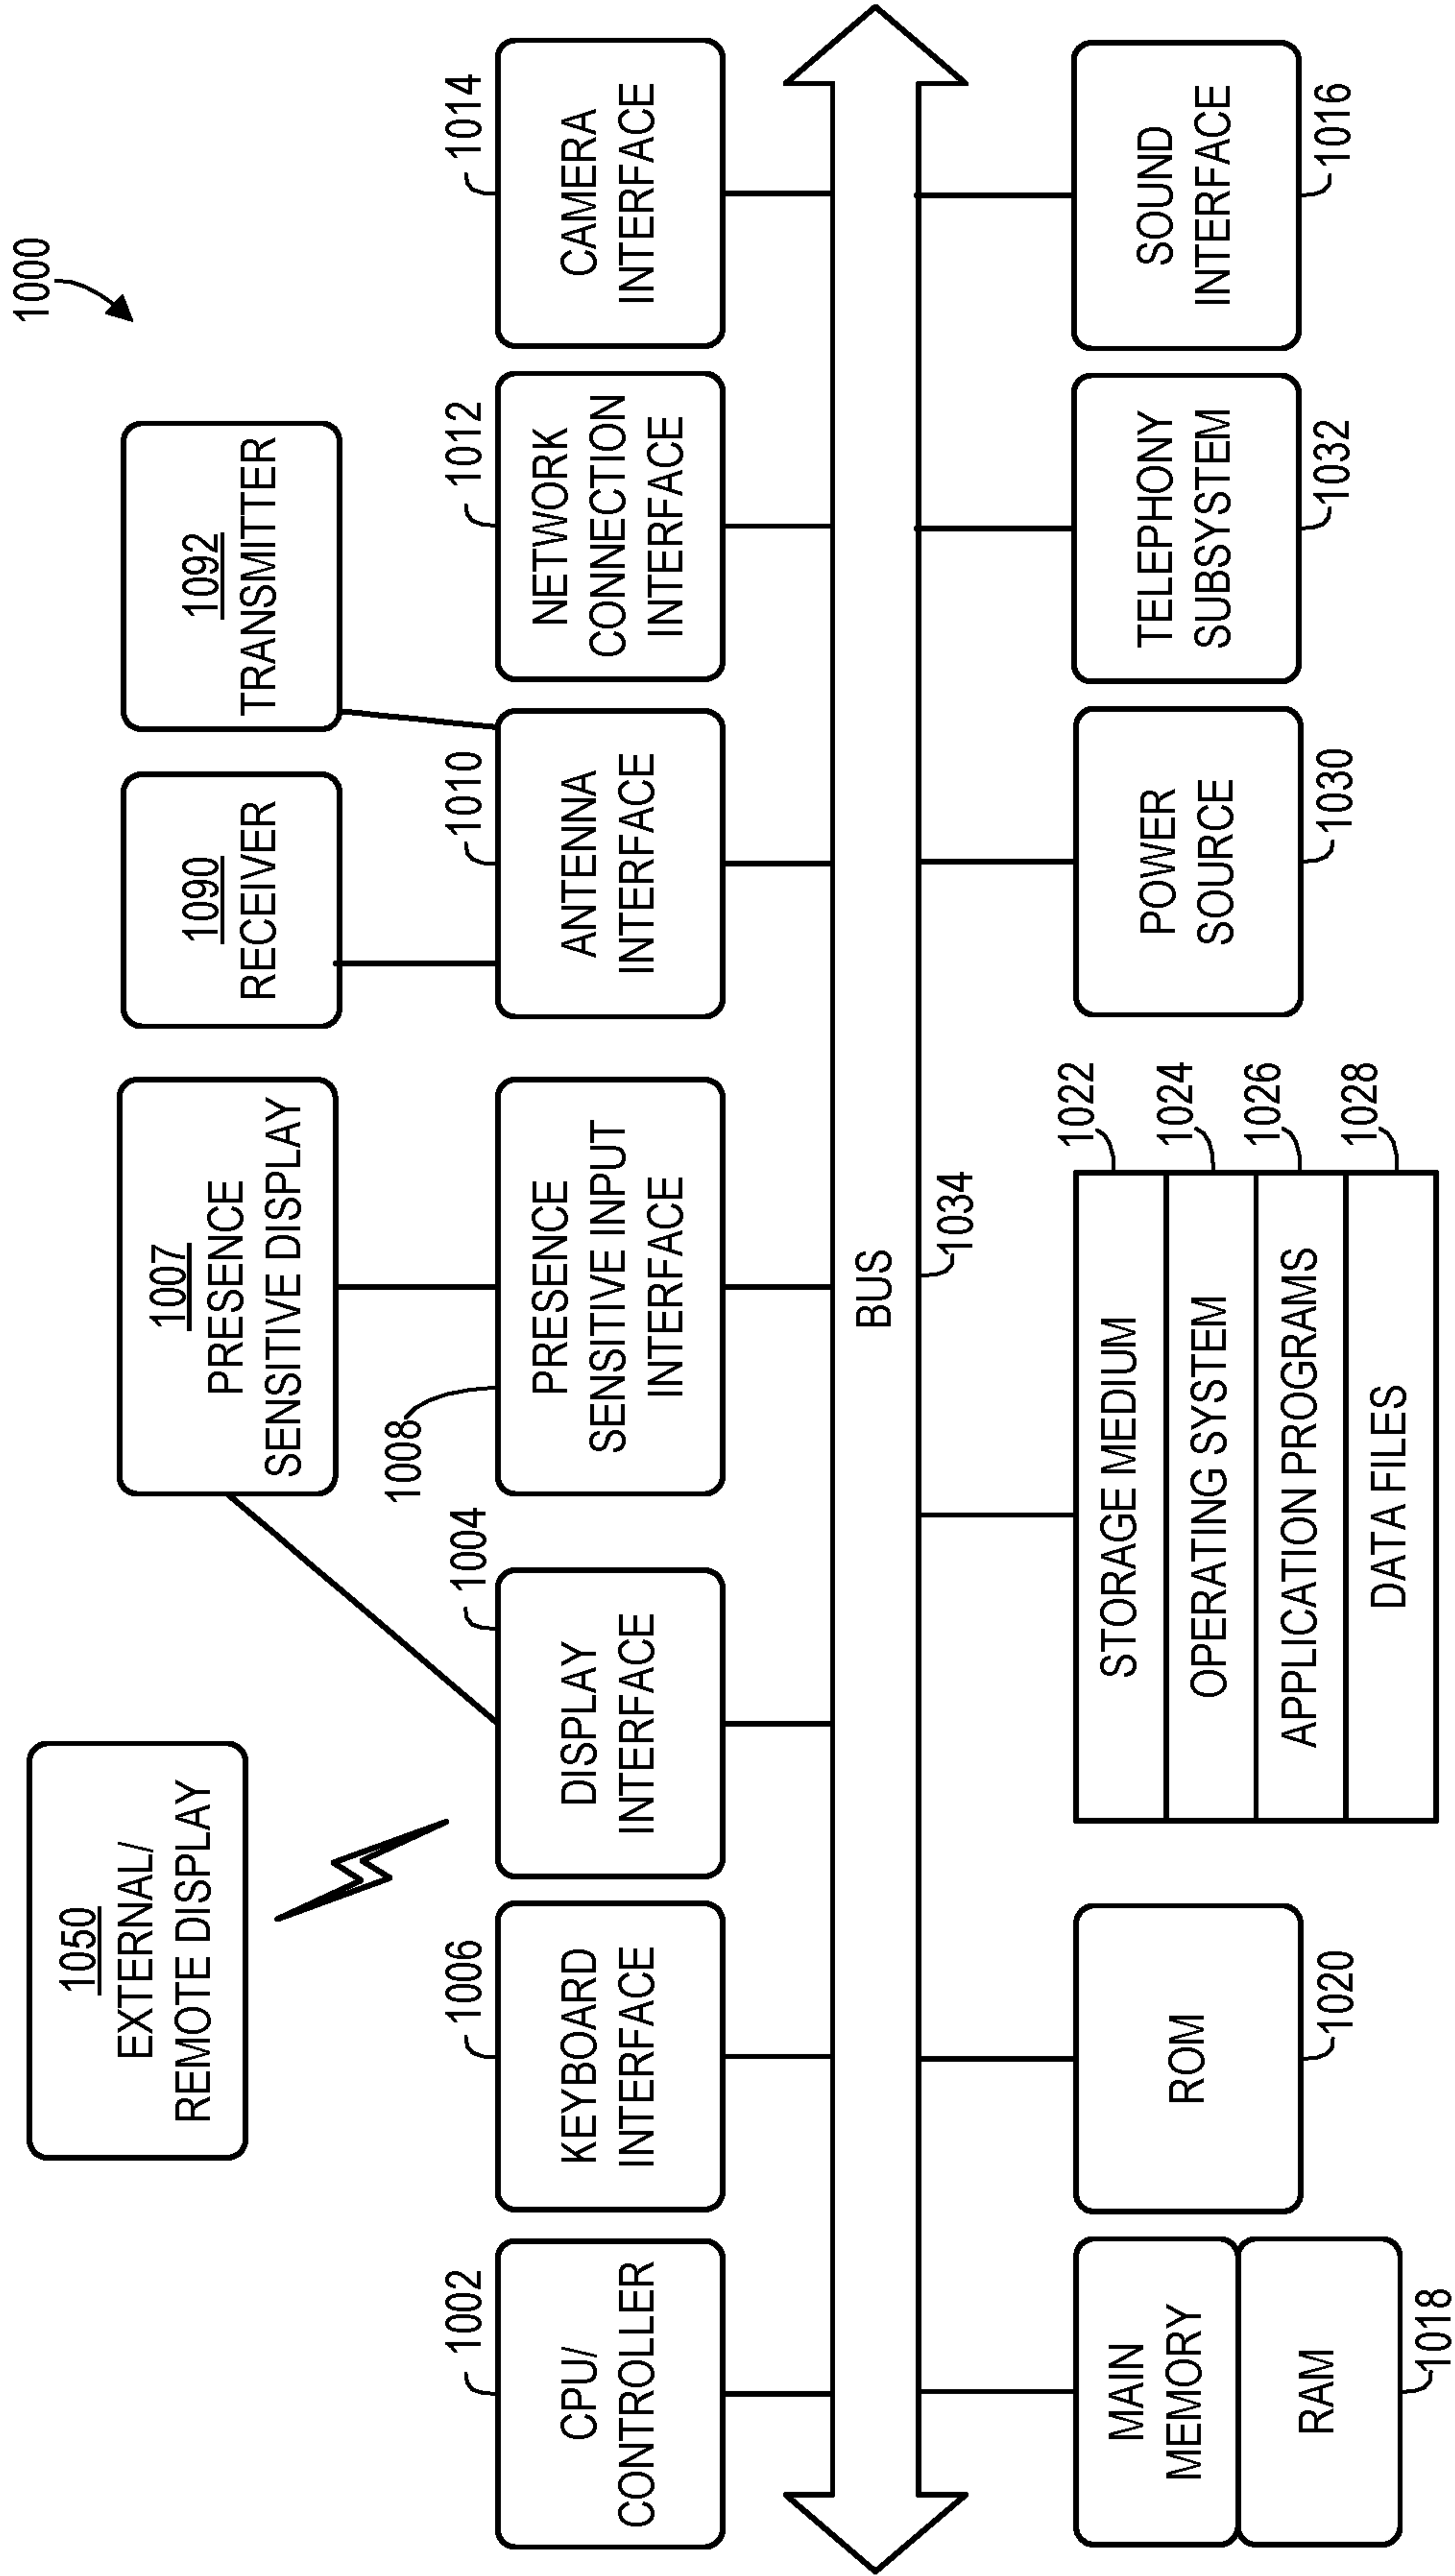 1000
1050
EXTERNAL/
REMOTE DISPLAY
1007
PRESENCE
SENSITIVE DISPLAY
1090
RECEIVER
1092
TRANSMITTER
1002
CPU/
CONTROLLER
1006
KEYBOARD
INTERFACE
1004
DISPLAY
INTERFACE
1008
PRESENCE
SENSITIVE INPUT
INTERFACE
1010
ANTENNA
INTERFACE
1012
NETWORK
CONNECTION
INTERFACE
1014
CAMERA
INTERFACE
BUS
1034
MAIN
MEMORY
RAM
1018
ROM
1020
STORAGE MEDIUM
1022
OPERATING SYSTEM
1024
APPLICATION PROGRAMS
1026
DATA FILES
1028
POWER
SOURCE
1030
TELEPHONY
SUBSYSTEM
1032
SOUND
INTERFACE
1016